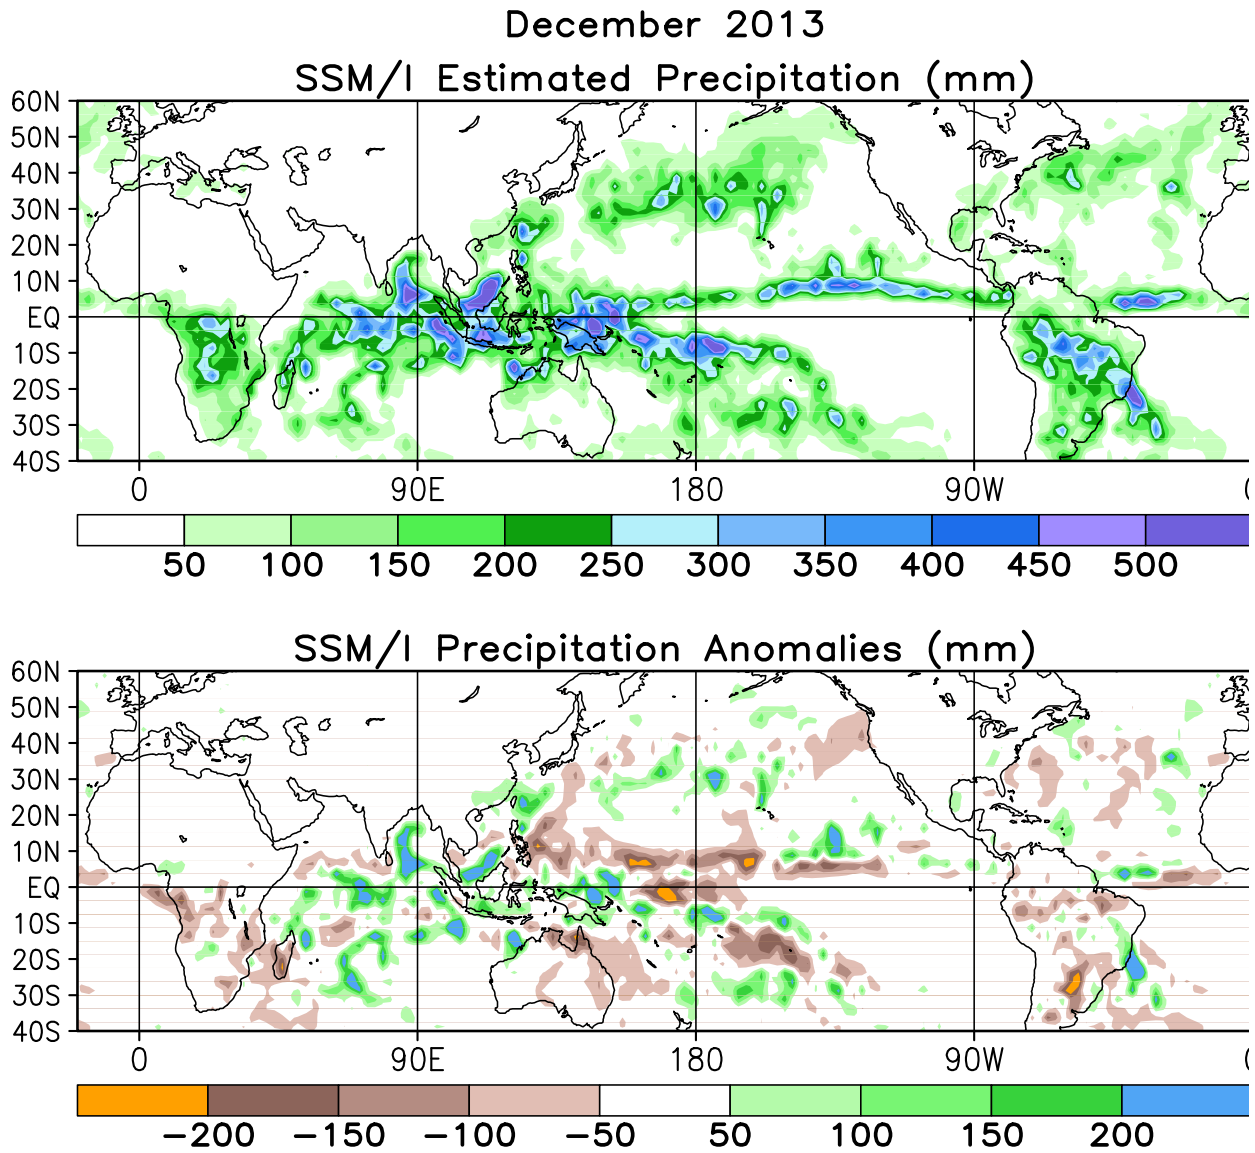 December 2013
SSM/I Estimated Precipitation (mm)
60N
50N
40N
30N
20N
10N
EQ
10S
20S
30S
40S
0 90E 180 90W 0
50 100 150 200 250 300 350 400 450 500
SSM/I Precipitation Anomalies (mm)
60N
50N
40N
30N
20N
10N
EQ
10S
20S
30S
40S
0 90E 180 90W 0
−200 −150 −100 −50 50 100 150 200